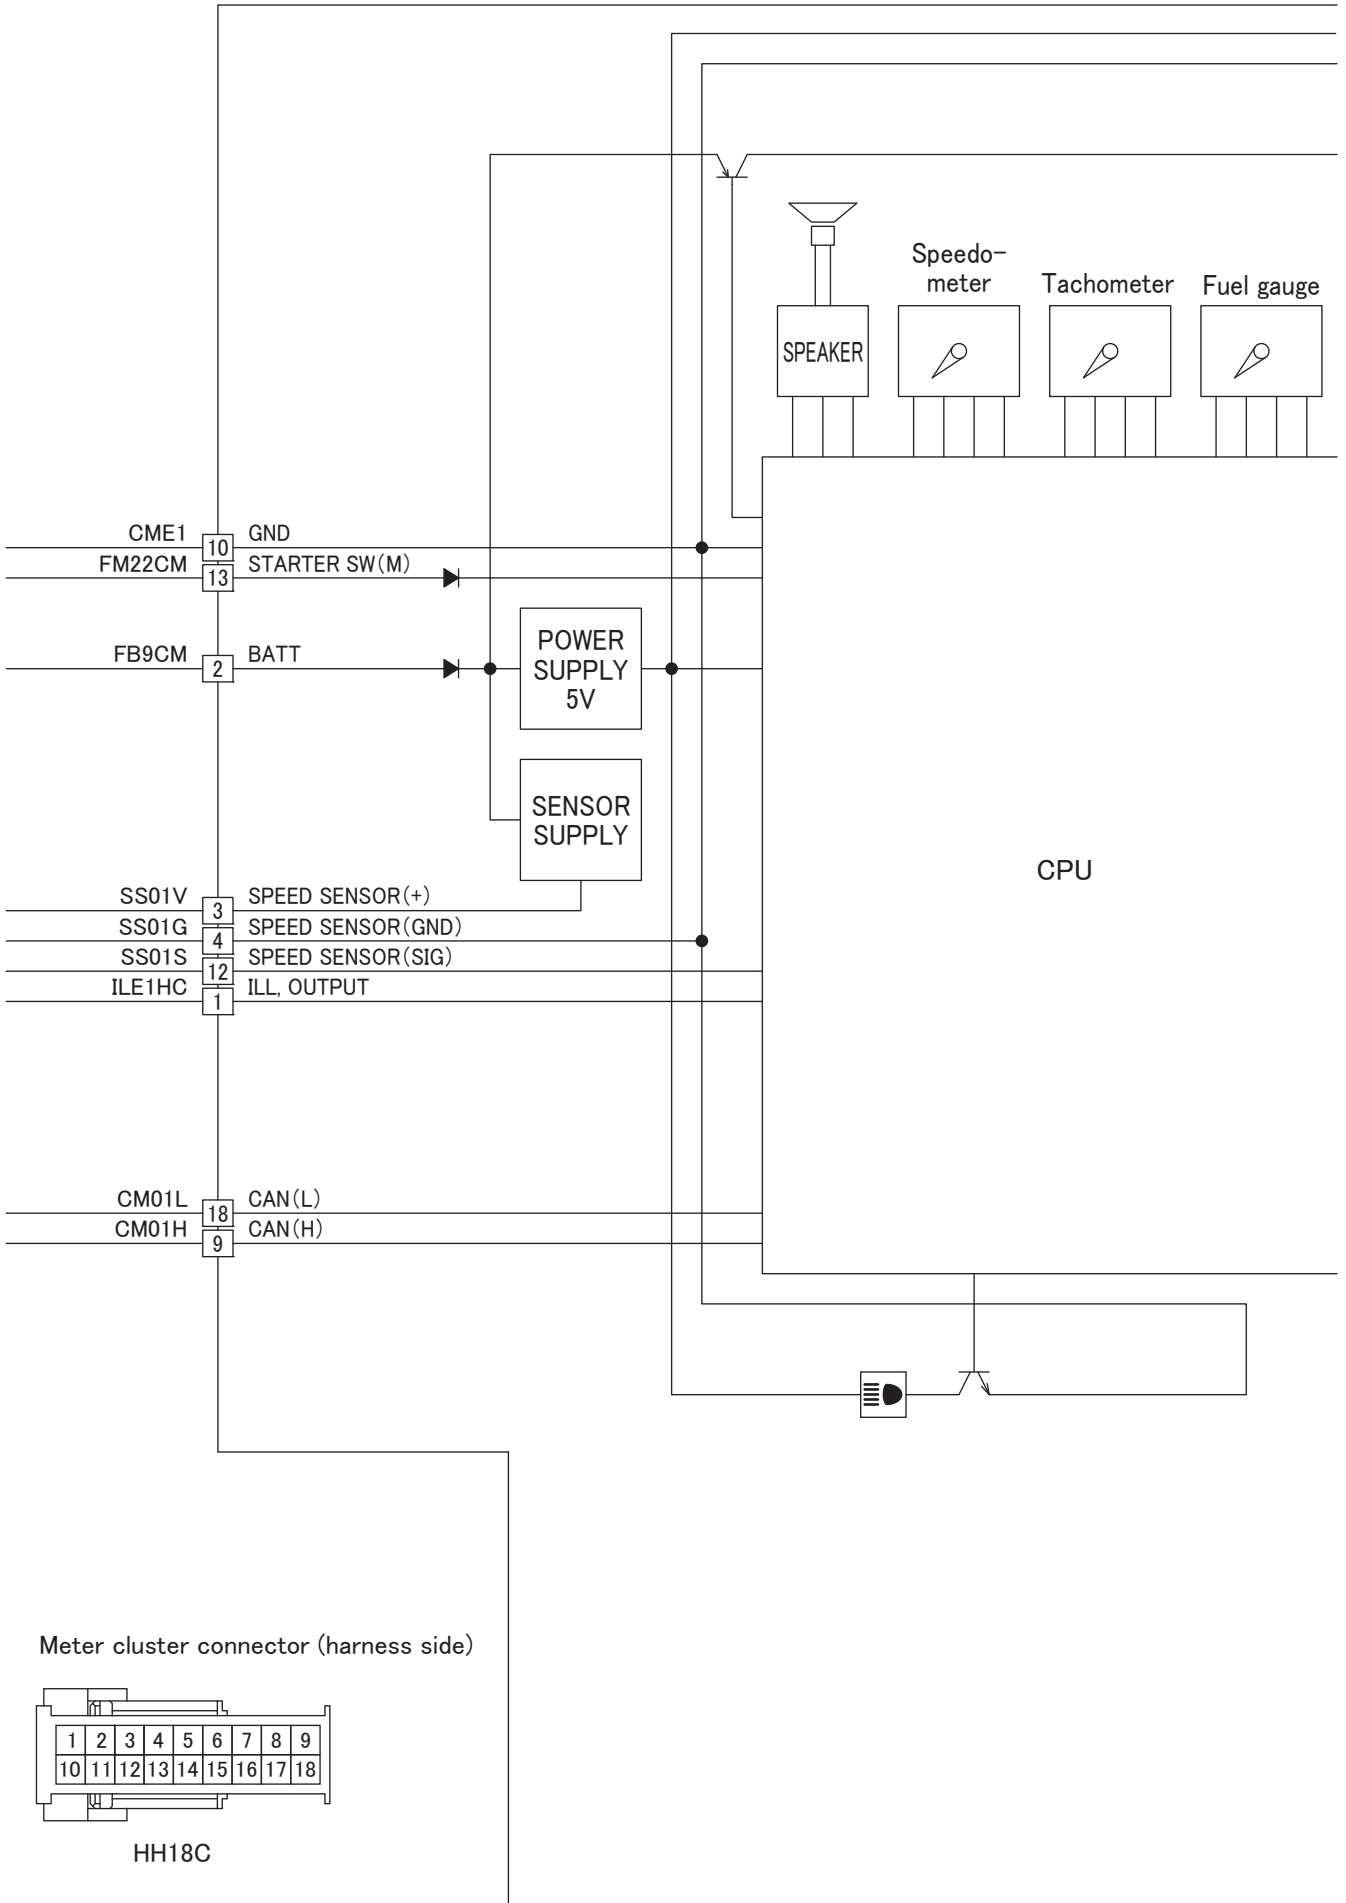 Speedo-
meter
Tachometer
Fuel gauge
SPEAKER
CME1 10 GND
FM22CM 13 STARTER SW(M)
POWER
SUPPLY
5V
FB9CM 2 BATT
SENSOR
SUPPLY
CPU
SS01V 3 SPEED SENSOR(+)
SS01G 4 SPEED SENSOR(GND)
SS01S 12 SPEED SENSOR(SIG)
ILE1HC 1 ILL, OUTPUT
CM01L 18 CAN(L)
CM01H 9 CAN(H)
Meter cluster connector (harness side)
1 2 3 4 5 6 7 8 9
10 11 12 13 14 15 16 17 18
HH18C